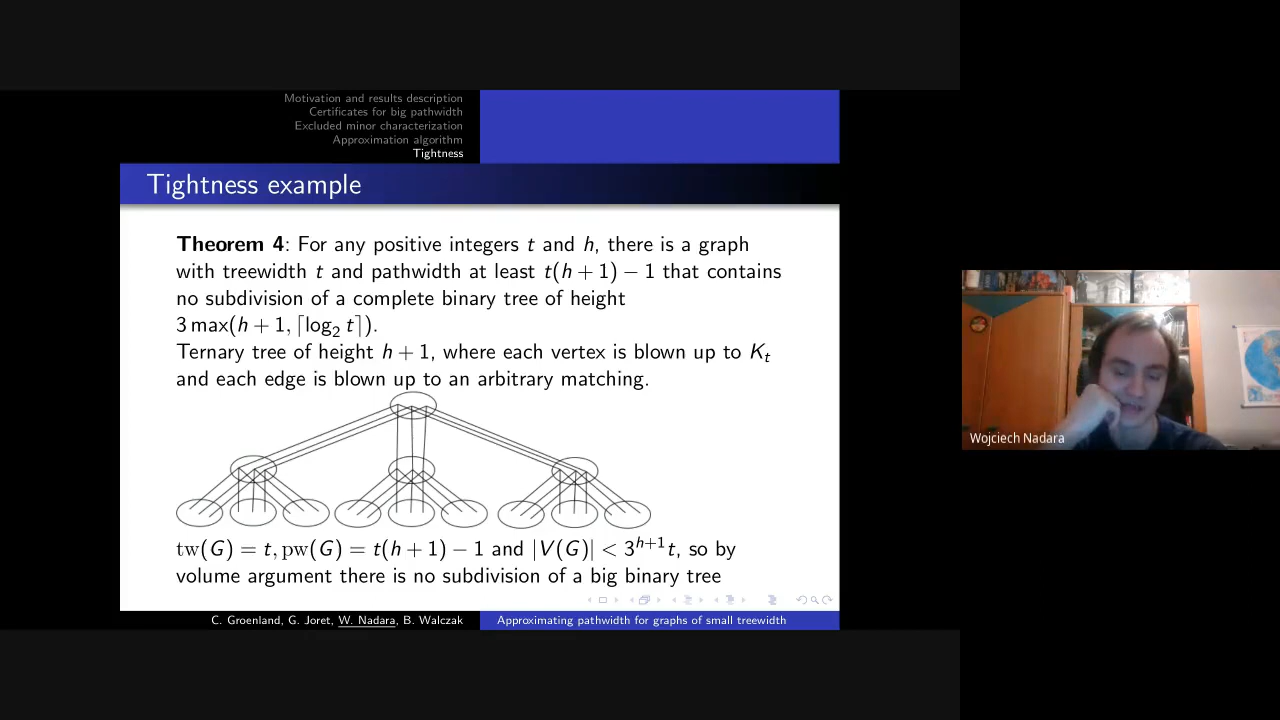 Motivation and results description
Certificates for big pathwidth
Excluded minor characterization
Approximation algorithm
Tightness
Tightness example
Theorem 4: For any positive integers t and h, there is a graph
with treewidth t and pathwidth at least t(h + 1) − 1 that contains
no subdivision of a complete binary tree of height
3 max(h + 1, ⌈log₂ t⌉).
Ternary tree of height h + 1, where each vertex is blown up to Kₜ
and each edge is blown up to an arbitrary matching.
tw(G) = t, pw(G) = t(h + 1) − 1 and |V(G)| < 3^{h+1}t, so by
volume argument there is no subdivision of a big binary tree
C. Groenland, G. Joret, W. Nadara, B. Walczak
Approximating pathwidth for graphs of small treewidth
Wojciech Nadara